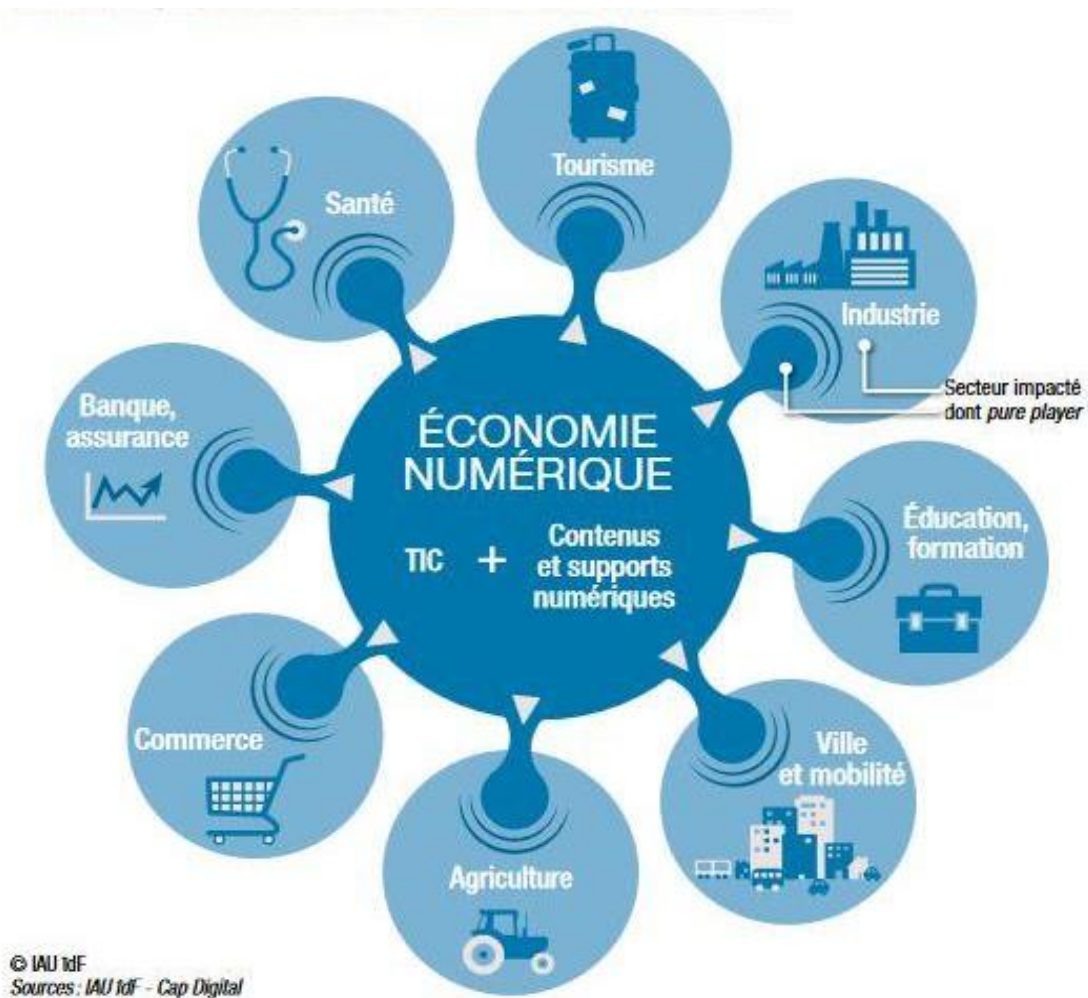 Tourisme
Santé
Industrie
Secteur impacté
dont pure player
Banque,
assurance
ÉCONOMIE
NUMÉRIQUE
TIC + Contenus
et supports
numériques
Éducation,
formation
Commerce
Ville
et mobilité
Agriculture
© IAU îdF
Sources : IAU îdF - Cap Digital